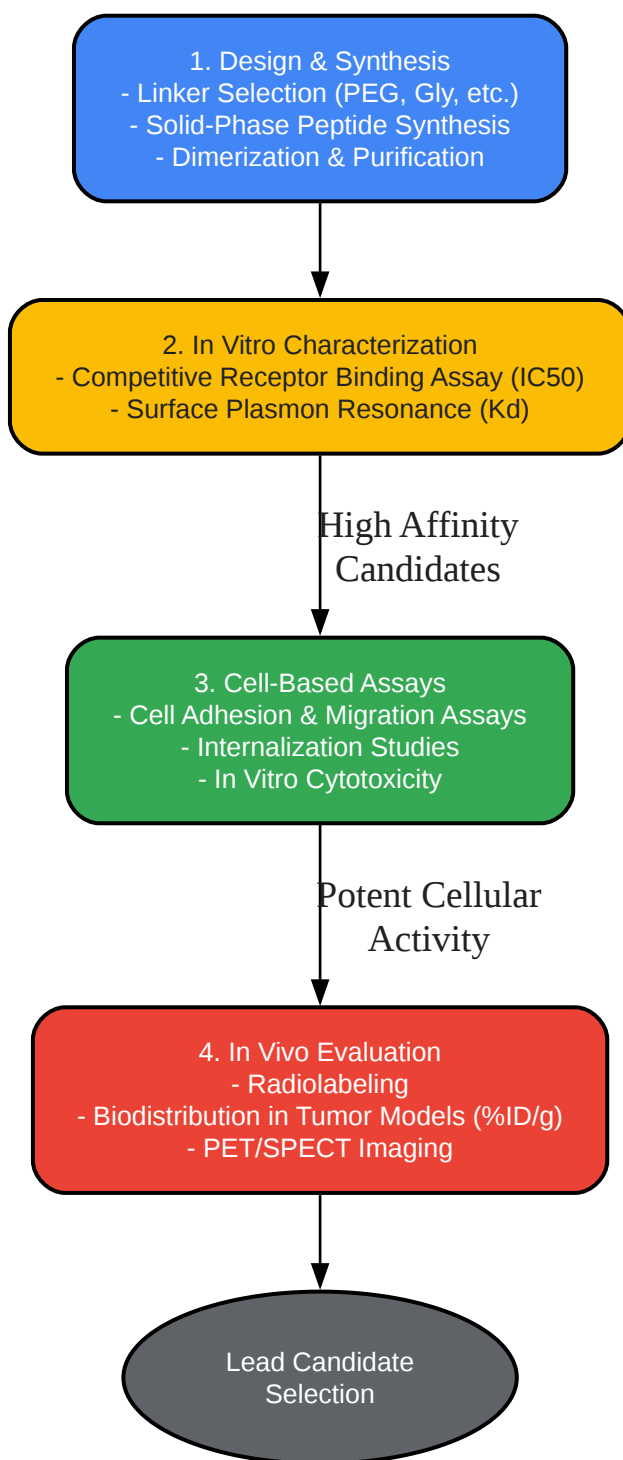 1. Design & Synthesis
- Linker Selection (PEG, Gly, etc.)
- Solid-Phase Peptide Synthesis
- Dimerization & Purification
2. In Vitro Characterization
- Competitive Receptor Binding Assay (IC50)
- Surface Plasmon Resonance (Kd)
High Affinity
Candidates
3. Cell-Based Assays
- Cell Adhesion & Migration Assays
- Internalization Studies
- In Vitro Cytotoxicity
Potent Cellular
Activity
4. In Vivo Evaluation
- Radiolabeling
- Biodistribution in Tumor Models (%ID/g)
- PET/SPECT Imaging
Lead Candidate
Selection